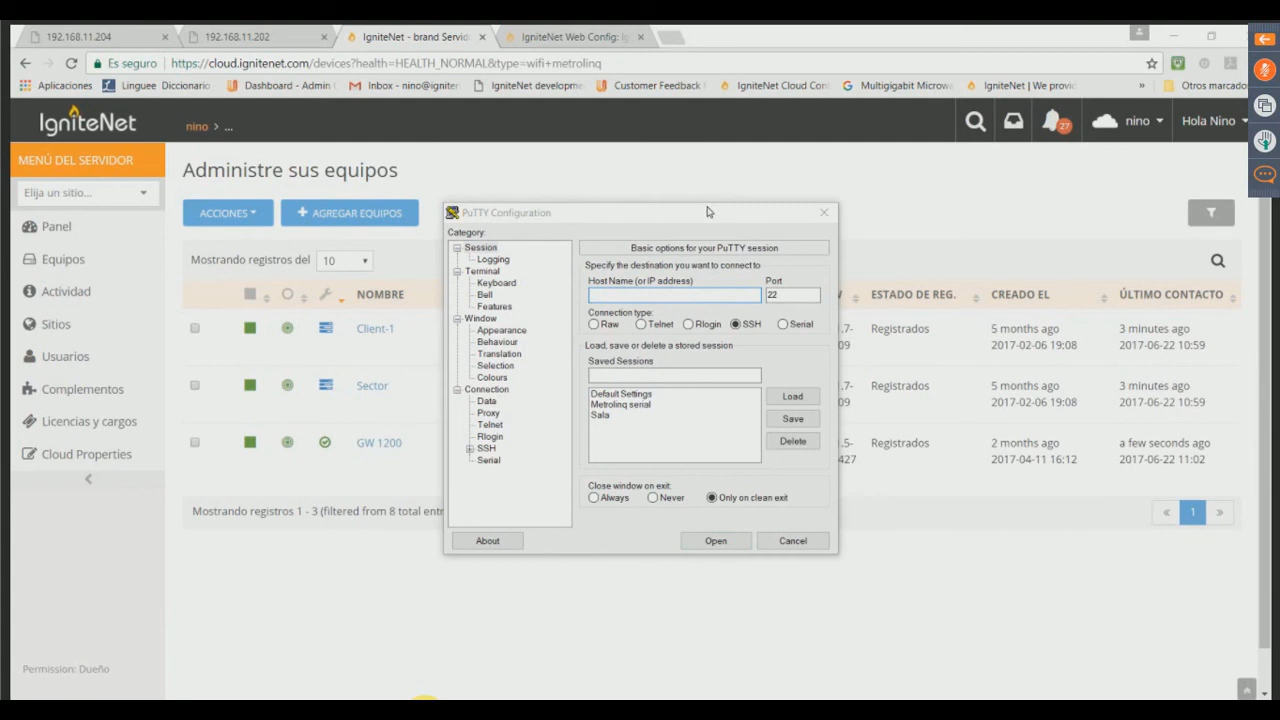 192.168.11.204
192.168.11.202
IgniteNet - brand Servid
IgniteNet Web Config: Ig
Es seguro
https://cloud.ignitenet.com/devices?health=HEALTH_NORMAL&type=wifi+metrolinq
Aplicaciones
Linguee Diccionario
Dashboard - Admin
Inbox - nino@igniter
IgniteNet developme
Customer Feedback
IgniteNet Cloud Cont
Multigigabit Microwa
IgniteNet | We provi
»
Otros marcado
IgniteNet
nino > ...
27
nino
Hola Nino
MENÚ DEL SERVIDOR
Elija un sitio...
Panel
Equipos
Actividad
Sitios
Usuarios
Complementos
Licencias y cargos
Cloud Properties
Permission: Dueño
Administre sus equipos
ACCIONES
+ AGREGAR EQUIPOS
Mostrando registros del 10
NOMBRE
ESTADO DE REG.
CREADO EL
ÚLTIMO CONTACTO
Client-1
.7-
Registrados
5 months ago
3 minutes ago
2017-02-06 19:08
2017-06-22 10:59
Sector
.7-
Registrados
5 months ago
3 minutes ago
2017-02-06 19:08
2017-06-22 10:59
GW 1200
.5-
427
Registrados
2 months ago
a few seconds ago
2017-04-11 16:12
2017-06-22 11:02
Mostrando registros 1 - 3 (filtered from 8 total entr
« 1 »
PuTTY Configuration
Category:
Session
Logging
Terminal
Keyboard
Bell
Features
Window
Appearance
Behaviour
Translation
Selection
Colours
Connection
Data
Proxy
Telnet
Rlogin
SSH
Serial
Basic options for your PuTTY session
Specify the destination you want to connect to
Host Name (or IP address)
Port
22
Connection type:
Raw
Telnet
Rlogin
SSH
Serial
Load, save or delete a stored session
Saved Sessions
Default Settings
Metrolinq serial
Sala
Load
Save
Delete
Close window on exit:
Always
Never
Only on clean exit
About
Open
Cancel